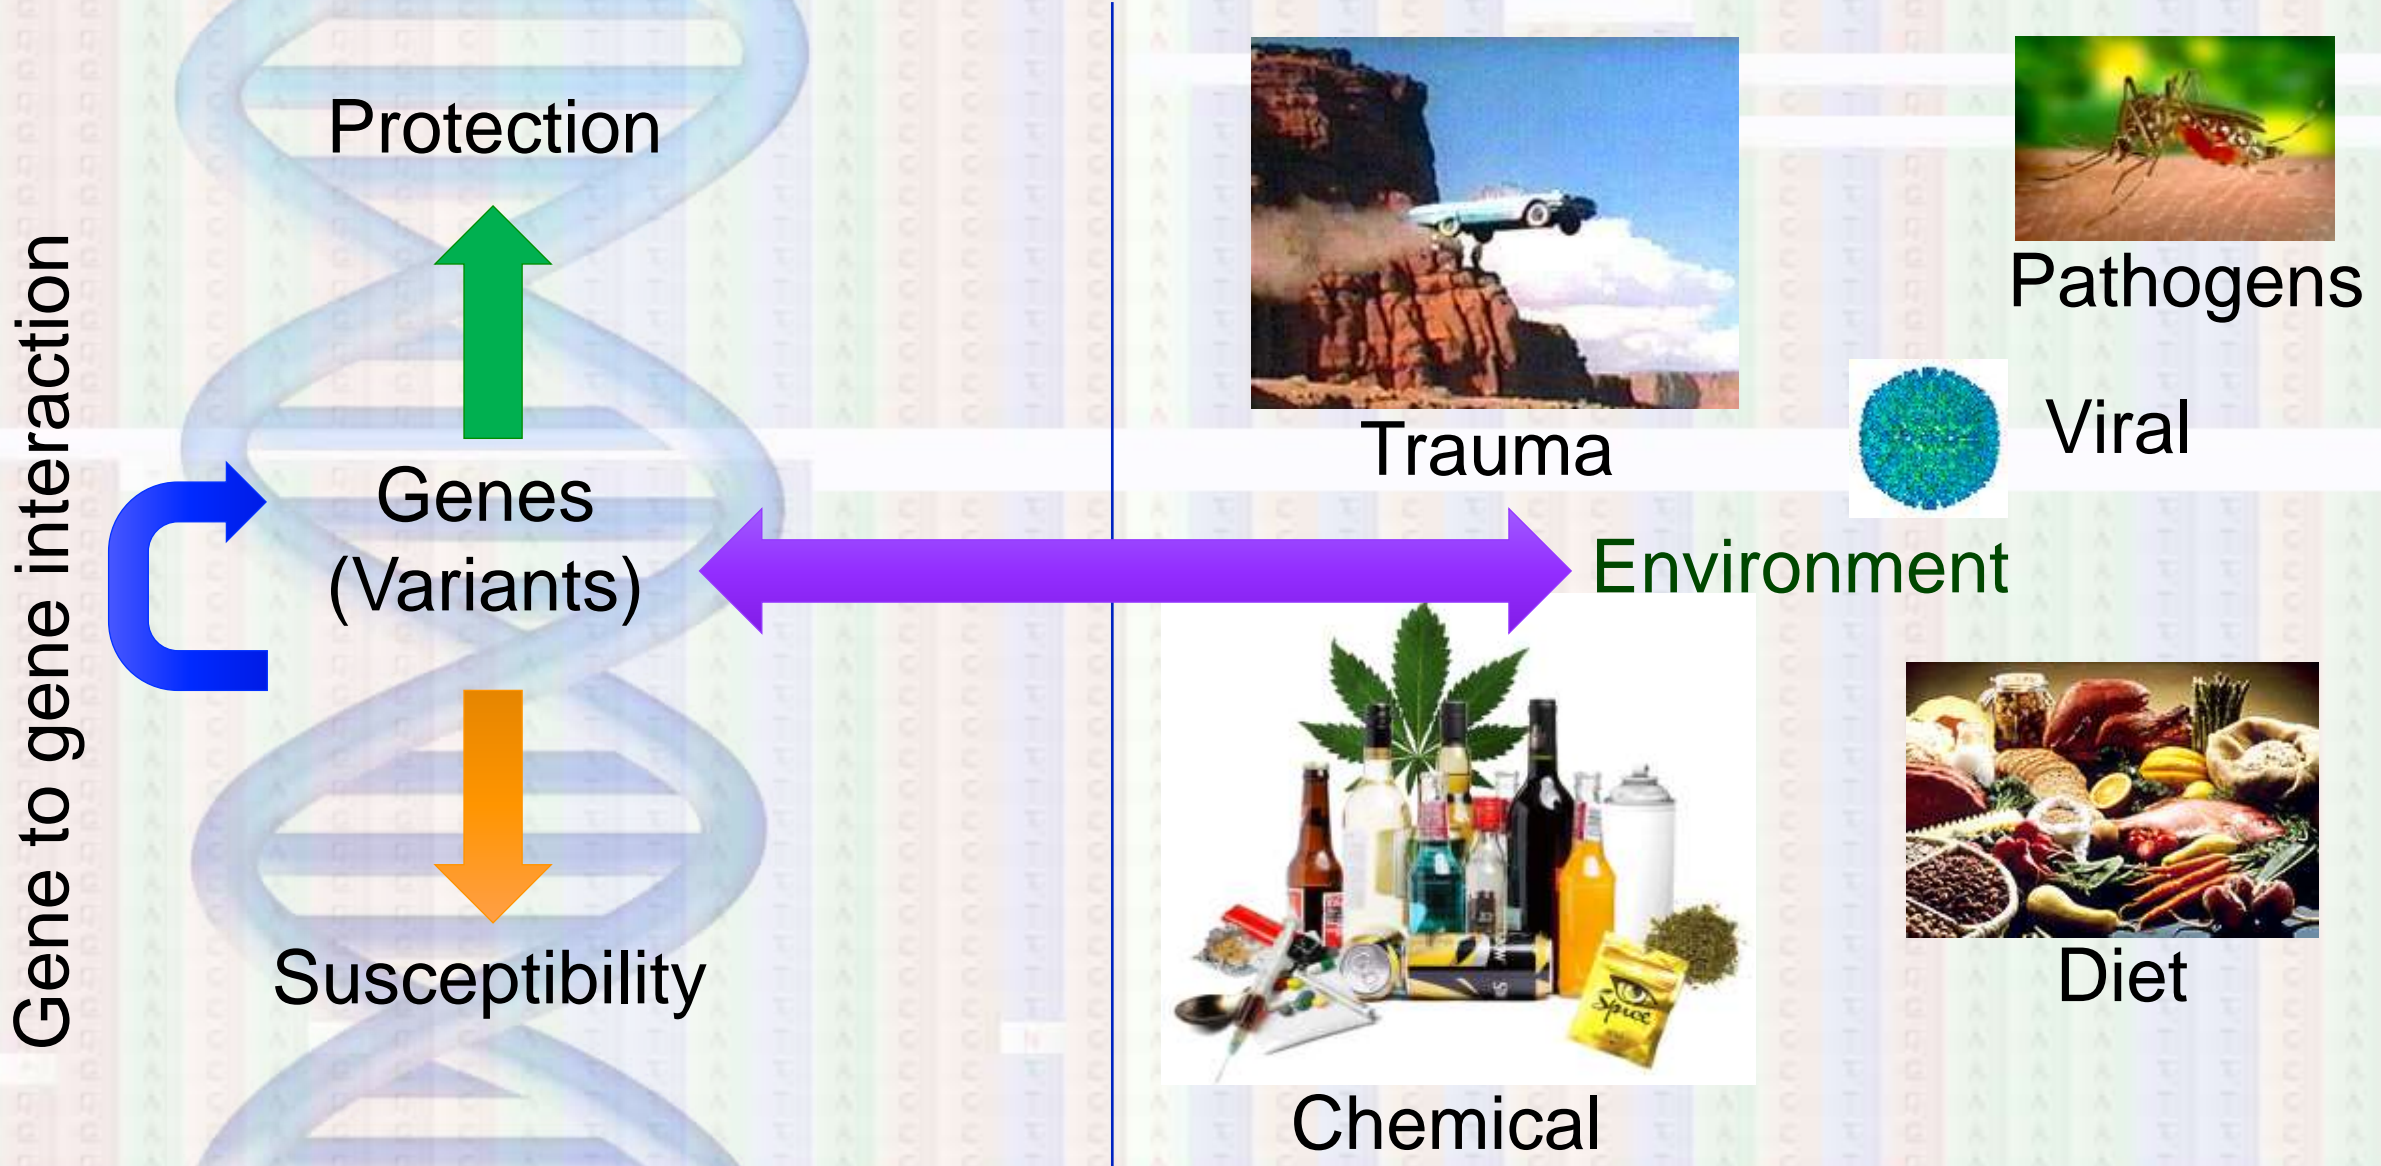 Gene to gene interaction
Protection
Genes
(Variants)
Susceptibility
Trauma
Pathogens
Viral
Environment
Spice
Chemical
Diet